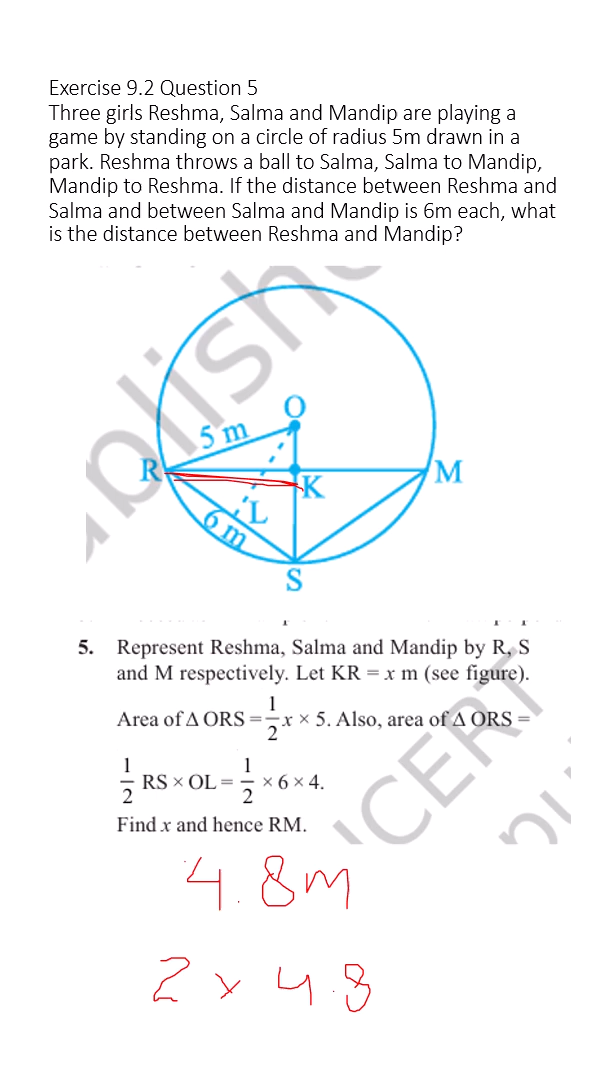 Exercise 9.2 Question 5
Three girls Reshma, Salma and Mandip are playing a
game by standing on a circle of radius 5m drawn in a
park. Reshma throws a ball to Salma, Salma to Mandip,
Mandip to Reshma. If the distance between Reshma and
Salma and between Salma and Mandip is 6m each, what
is the distance between Reshma and Mandip?
O
5 m
R
M
K
L
6 m
S
5. Represent Reshma, Salma and Mandip by R, S
and M respectively. Let KR = x m (see figure).
Area of Δ ORS = 1/2 x × 5. Also, area of Δ ORS =
1/2 RS × OL = 1/2 × 6 × 4.
Find x and hence RM.
4.8m
2 × 4.8